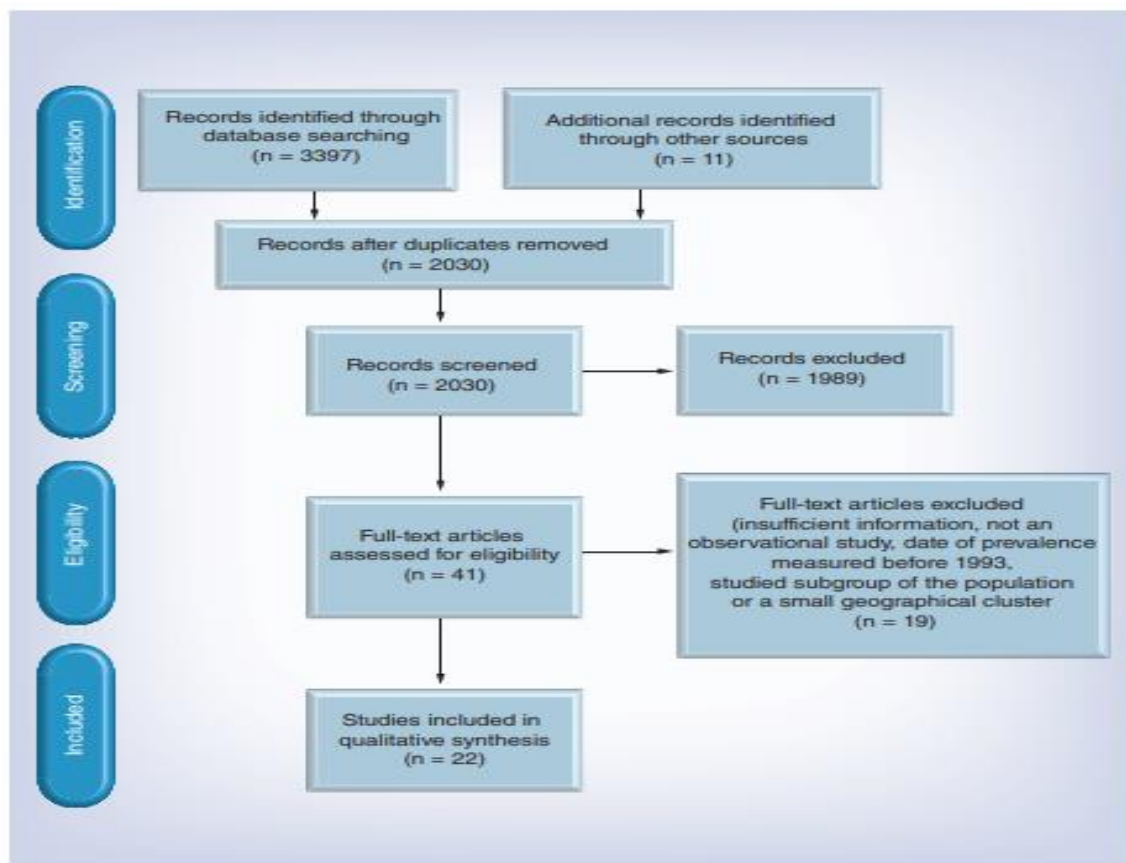 Identification
Records identified through
database searching
(n = 3397)
Additional records identified
through other sources
(n = 11)
Records after duplicates removed
(n = 2030)
Screening
Records screened
(n = 2030)
Records excluded
(n = 1989)
Eligibility
Full-text articles
assessed for eligibility
(n = 41)
Full-text articles excluded
(insufficient information, not an
observational study, date of prevalence
measured before 1993,
studied subgroup of the population
or a small geographical cluster
(n = 19)
Included
Studies included in
qualitative synthesis
(n = 22)